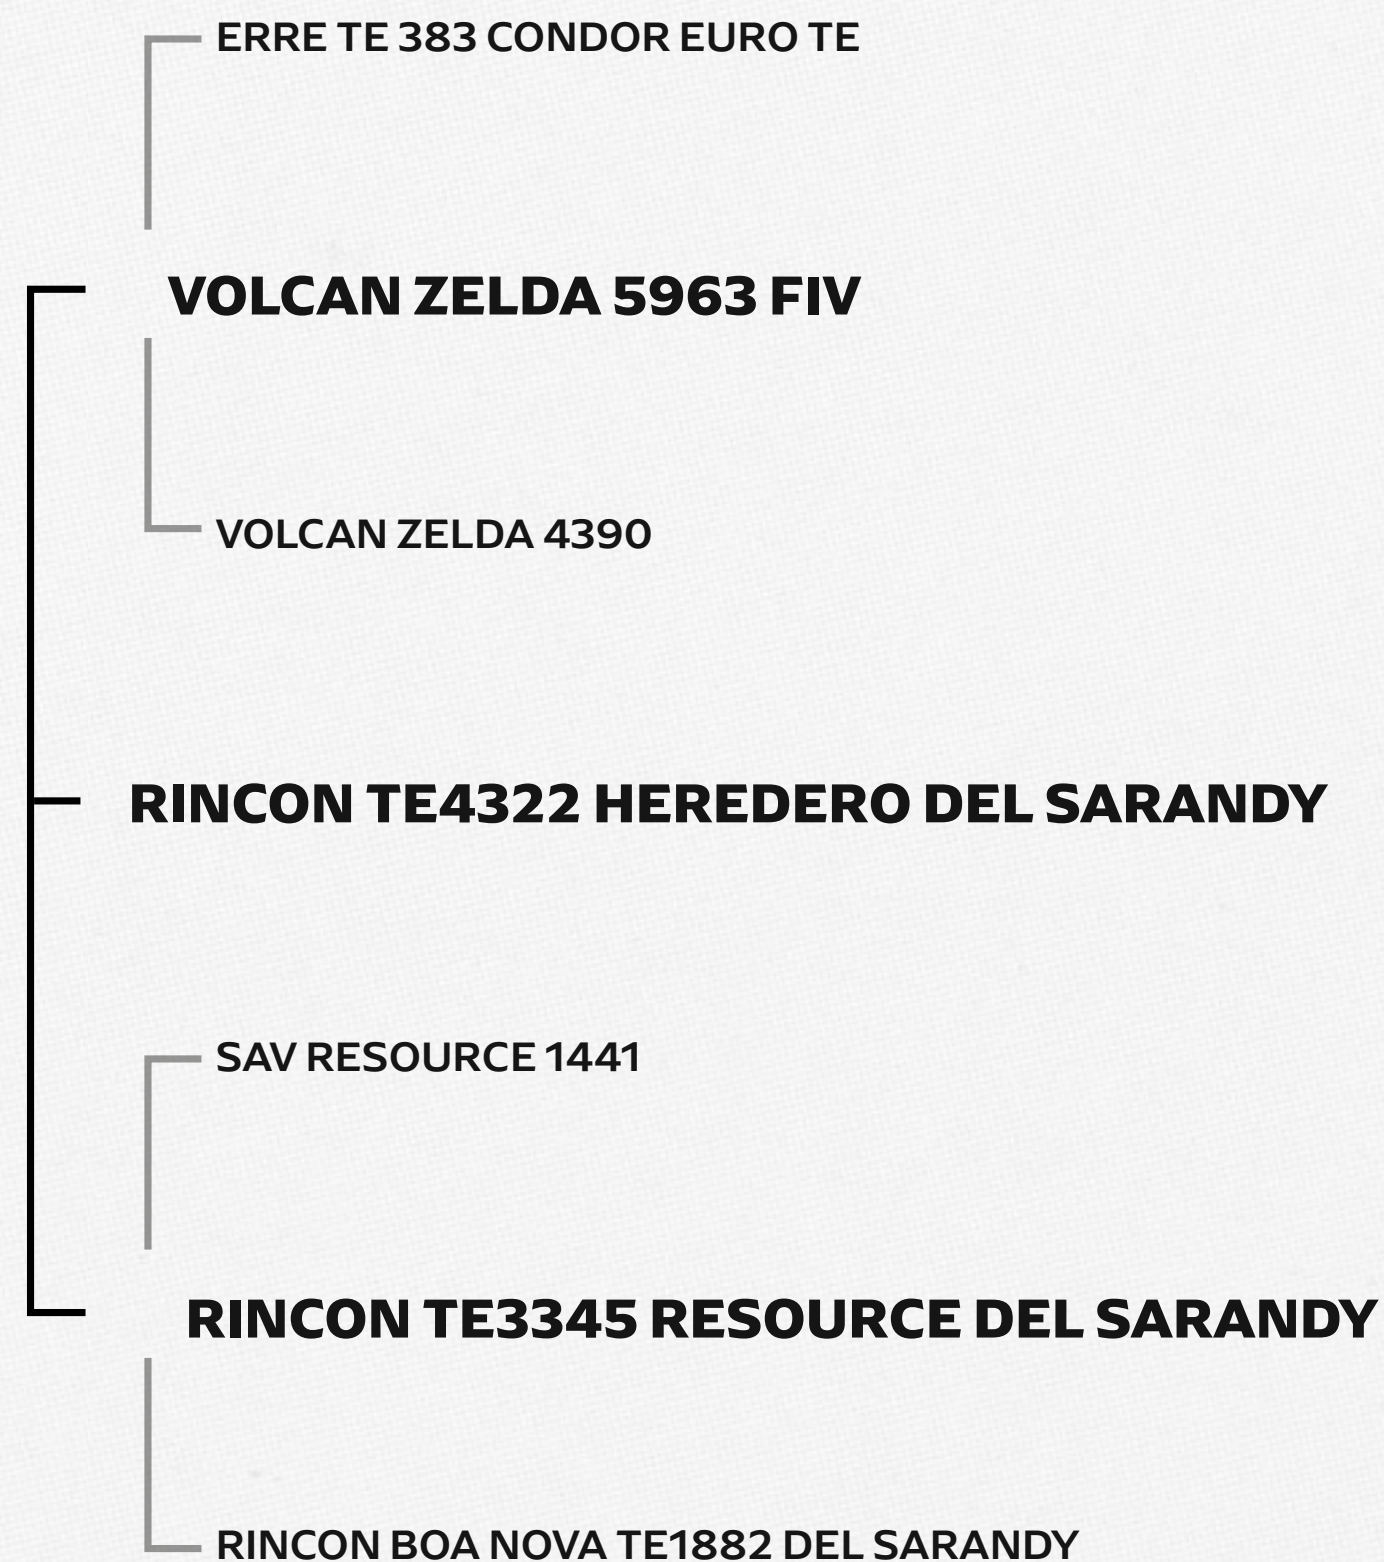 ERRE TE 383 CONDOR EURO TE
VOLCAN ZELDA 5963 FIV
VOLCAN ZELDA 4390
RINCON TE4322 HEREDERO DEL SARANDY
SAV RESOURCE 1441
RINCON TE3345 RESOURCE DEL SARANDY
RINCON BOA NOVA TE1882 DEL SARANDY